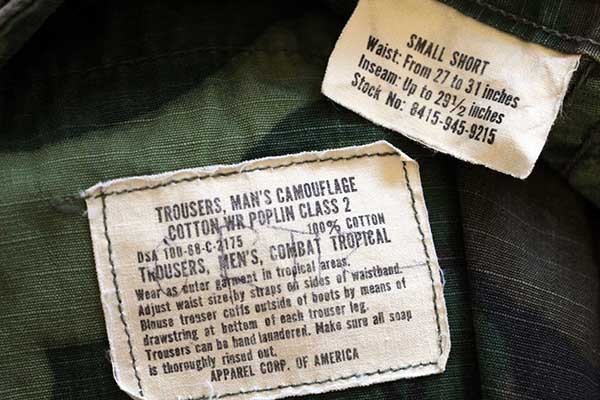 SMALL SHORT
Waist: From 27 to 31 inches
Inseam: Up to 29½ inches
Stock No: 8415-945-9215
TROUSERS, MAN'S CAMOUFLAGE
COTTON WR POPLIN CLASS 2
100% COTTON
DSA 100-68-C-2175
TROUSERS, MEN'S, COMBAT TROPICAL
Wear as outer garment in tropical areas.
Adjust waist size by straps on sides of waistband.
Blouse trouser cuffs outside of boots by means of
drawstring at bottom of each trouser leg.
Trousers can be hand laundered. Make sure all soap
is thoroughly rinsed out.
APPAREL CORP. OF AMERICA